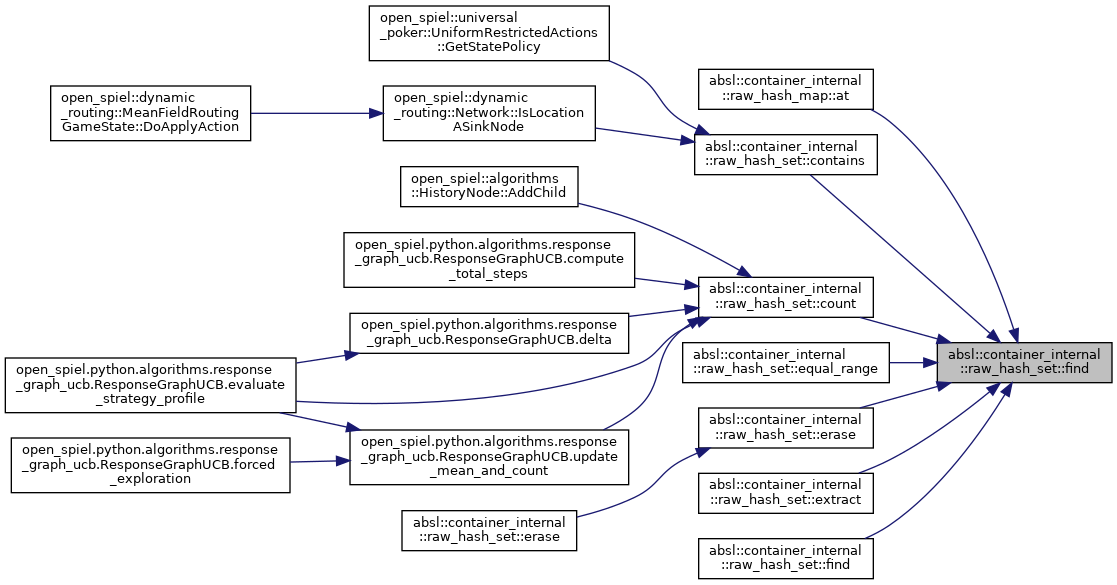 open_spiel::universal
_poker::UniformRestrictedActions
::GetStatePolicy
absl::container_internal
::raw_hash_map::at
open_spiel::dynamic
_routing::MeanFieldRouting
GameState::DoApplyAction
open_spiel::dynamic
_routing::Network::IsLocation
ASinkNode
absl::container_internal
::raw_hash_set::contains
open_spiel::algorithms
::HistoryNode::AddChild
open_spiel.python.algorithms.response
_graph_ucb.ResponseGraphUCB.compute
_total_steps
absl::container_internal
::raw_hash_set::count
open_spiel.python.algorithms.response
_graph_ucb.ResponseGraphUCB.delta
absl::container_internal
::raw_hash_set::equal_range
absl::container_internal
::raw_hash_set::find
open_spiel.python.algorithms.response
_graph_ucb.ResponseGraphUCB.evaluate
_strategy_profile
absl::container_internal
::raw_hash_set::erase
open_spiel.python.algorithms.response
_graph_ucb.ResponseGraphUCB.update
_mean_and_count
open_spiel.python.algorithms.response
_graph_ucb.ResponseGraphUCB.forced
_exploration
absl::container_internal
::raw_hash_set::extract
absl::container_internal
::raw_hash_set::erase
absl::container_internal
::raw_hash_set::find